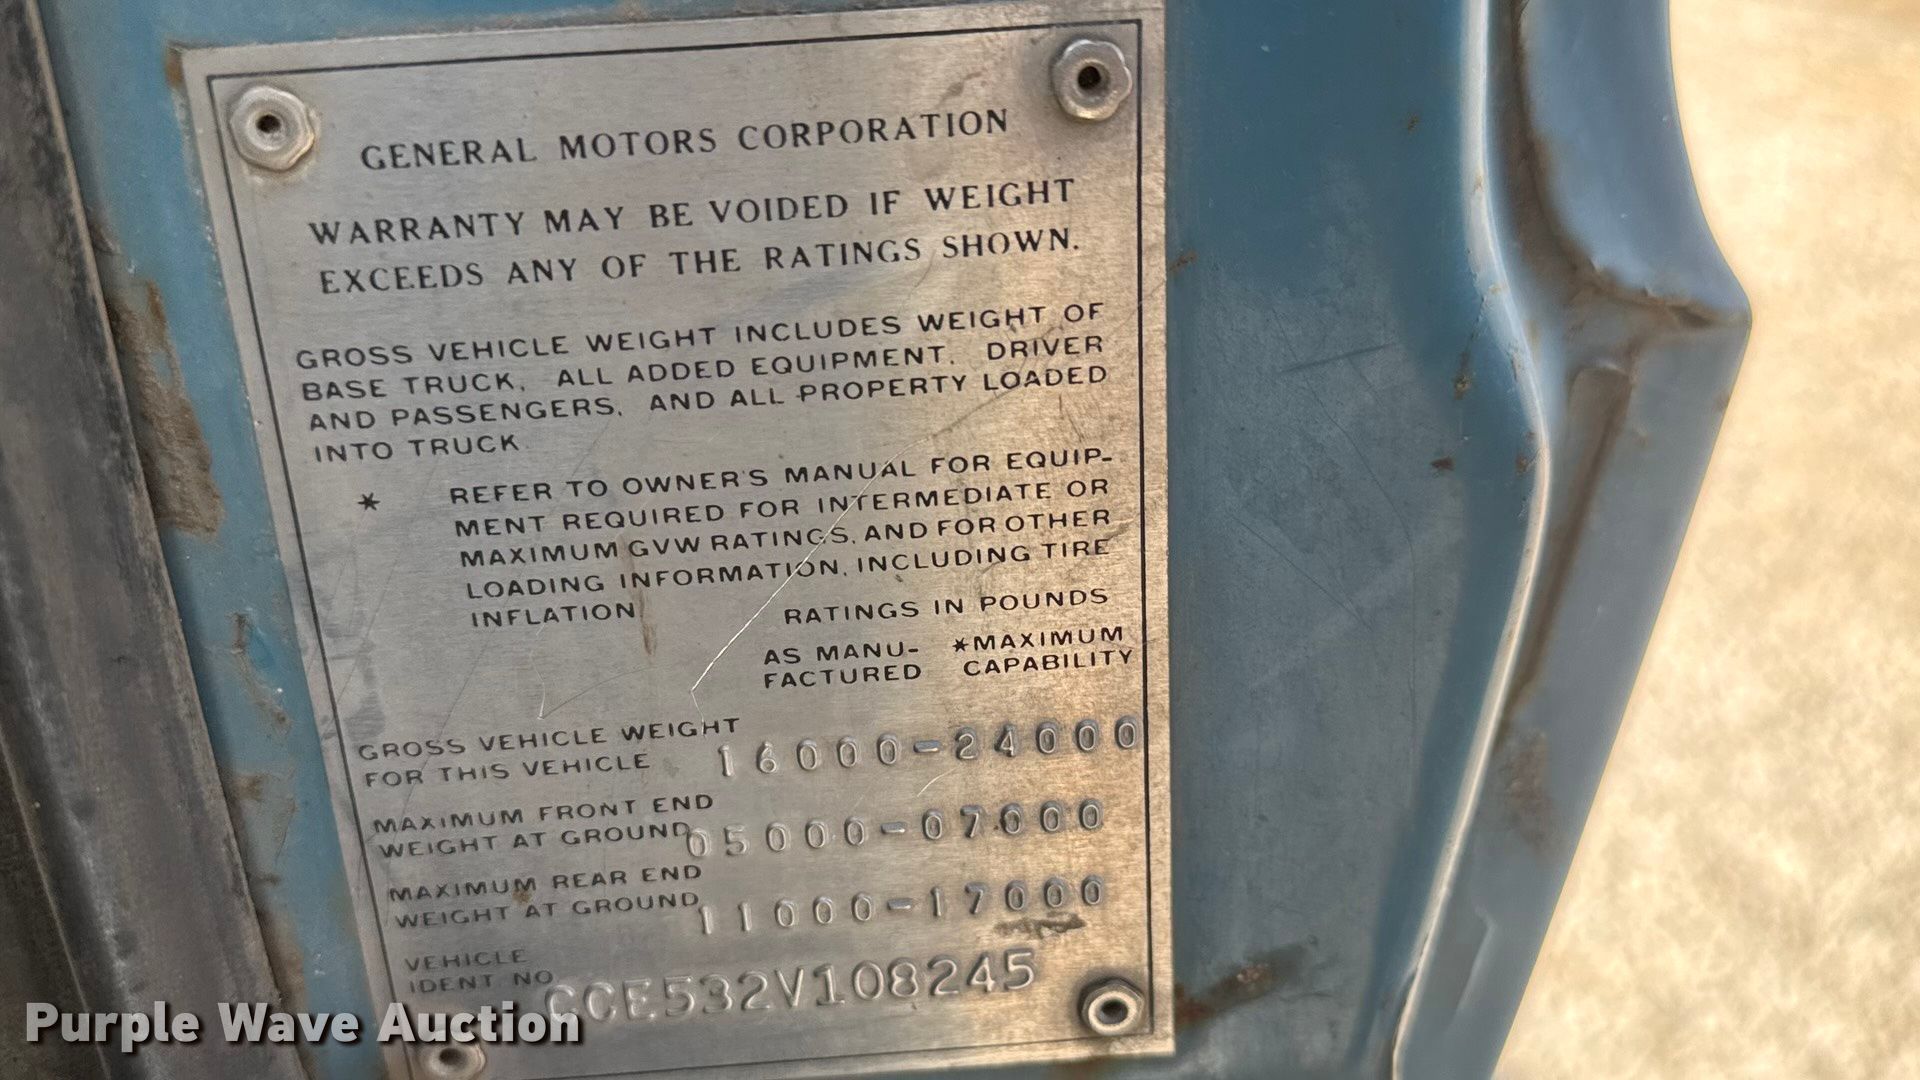 GENERAL MOTORS CORPORATION
WARRANTY MAY BE VOIDED IF WEIGHT
EXCEEDS ANY OF THE RATINGS SHOWN.
GROSS VEHICLE WEIGHT INCLUDES WEIGHT OF
BASE TRUCK, ALL ADDED EQUIPMENT, DRIVER
AND PASSENGERS, AND ALL PROPERTY LOADED
INTO TRUCK.
* REFER TO OWNER'S MANUAL FOR EQUIP-
MENT REQUIRED FOR INTERMEDIATE OR
MAXIMUM GVW RATINGS, AND FOR OTHER
LOADING INFORMATION, INCLUDING TIRE
INFLATION
RATINGS IN POUNDS
AS MANU- *MAXIMUM
FACTURED CAPABILITY
GROSS VEHICLE WEIGHT
FOR THIS VEHICLE 16000-24000
MAXIMUM FRONT END
WEIGHT AT GROUND 05000-07000
MAXIMUM REAR END
WEIGHT AT GROUND 11000-17000
VEHICLE
IDENT NO CCE532V108245
Purple Wave Auction